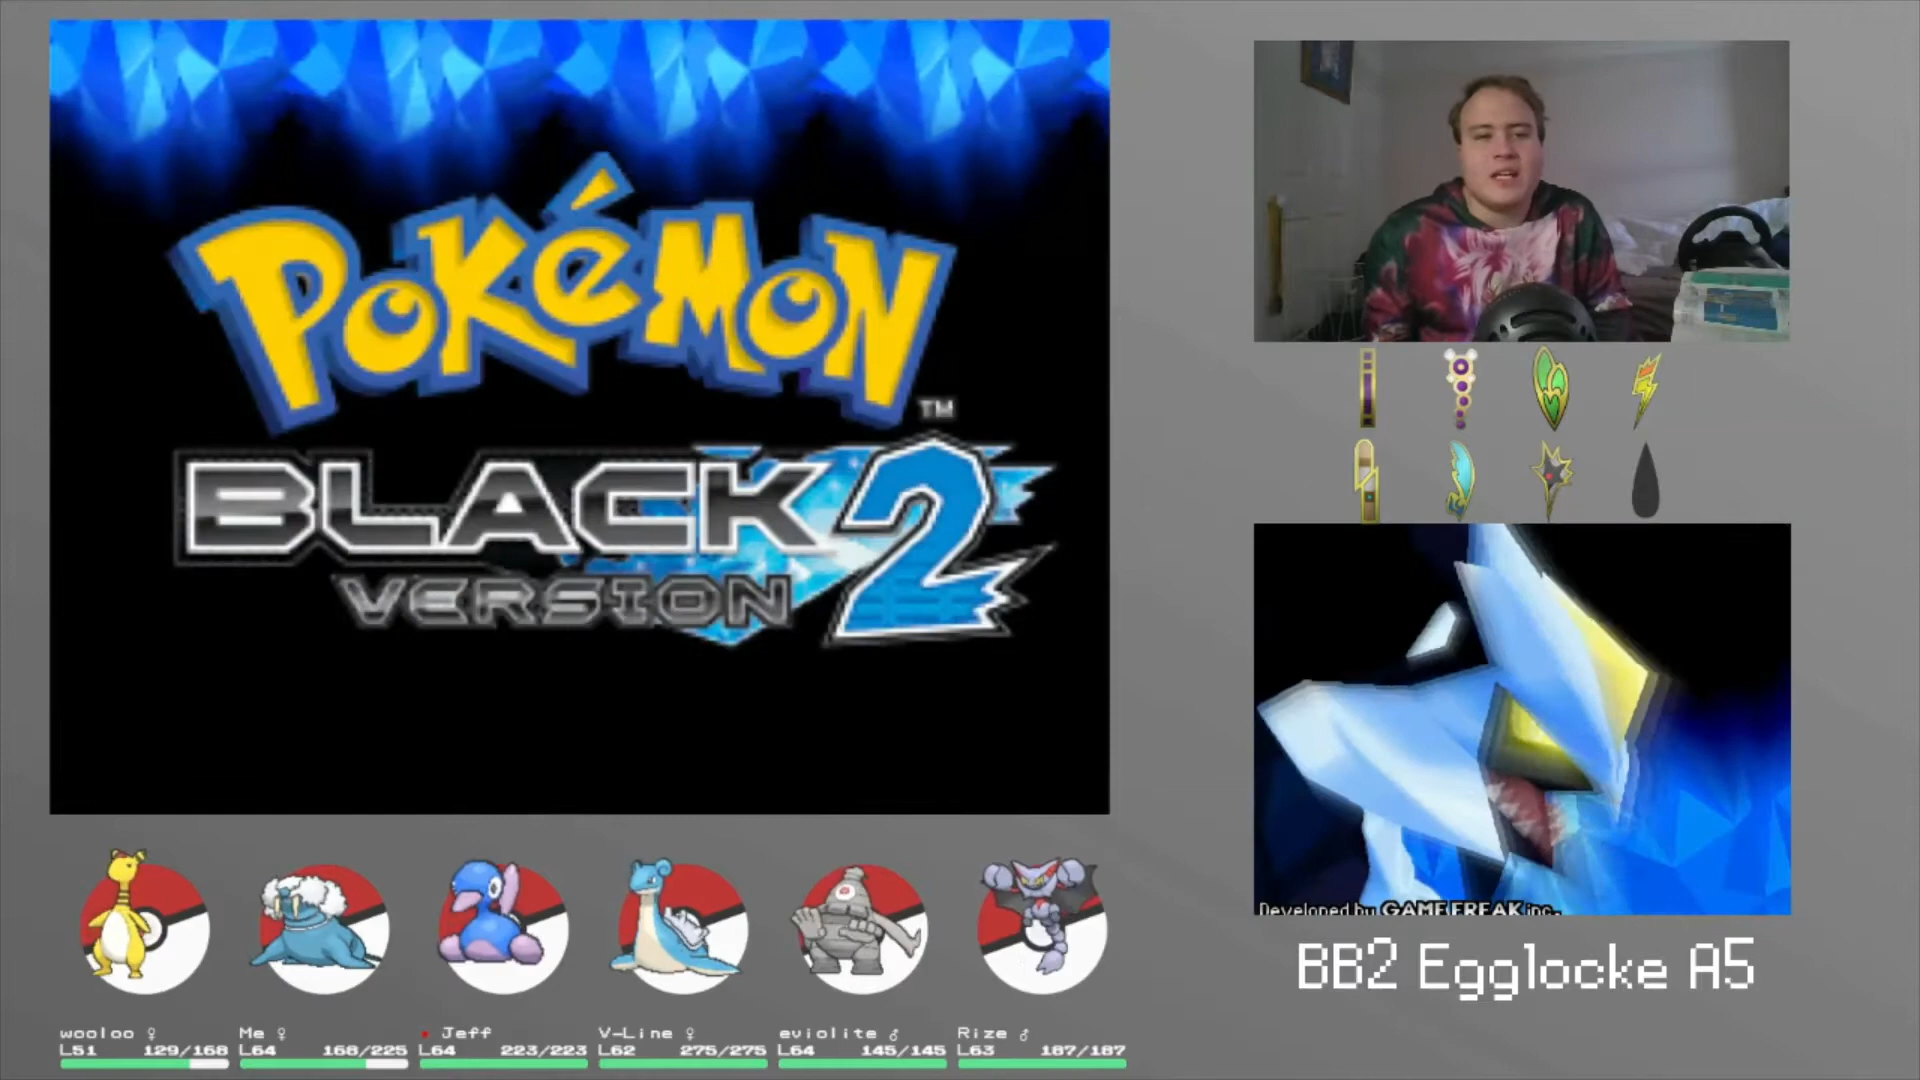 POKéMON
TM
BLACK 2
VERSION
Developed by GAME FREAK inc.
BB2 Egglocke A5
wooloo ♀
L51 129/168
Me ♀
L64 168/225
Jeff
L64 223/223
V-Line ♀
L62 275/275
eviolite ♂
L64 145/145
Rize ♂
L63 187/187